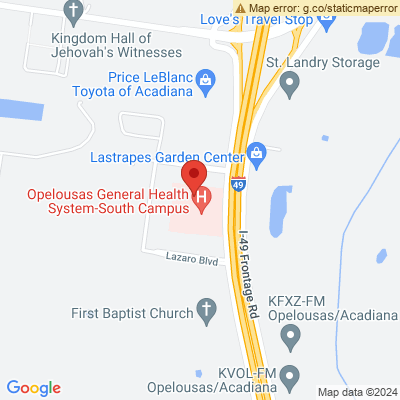 Map error: g.co/staticmaperror
Love's Travel Stop
Kingdom Hall of
Jehovah's Witnesses
St. Landry Storage
Price LeBlanc
Toyota of Acadiana
Lastrapes Garden Center
49
Opelousas General Health
System-South Campus
H
Lazaro Blvd
I-49 Frontage Rd
First Baptist Church
KFXZ-FM
Opelousas/Acadiana
KVOL-FM
Opelousas/Acadiana
Google
Map data ©2024